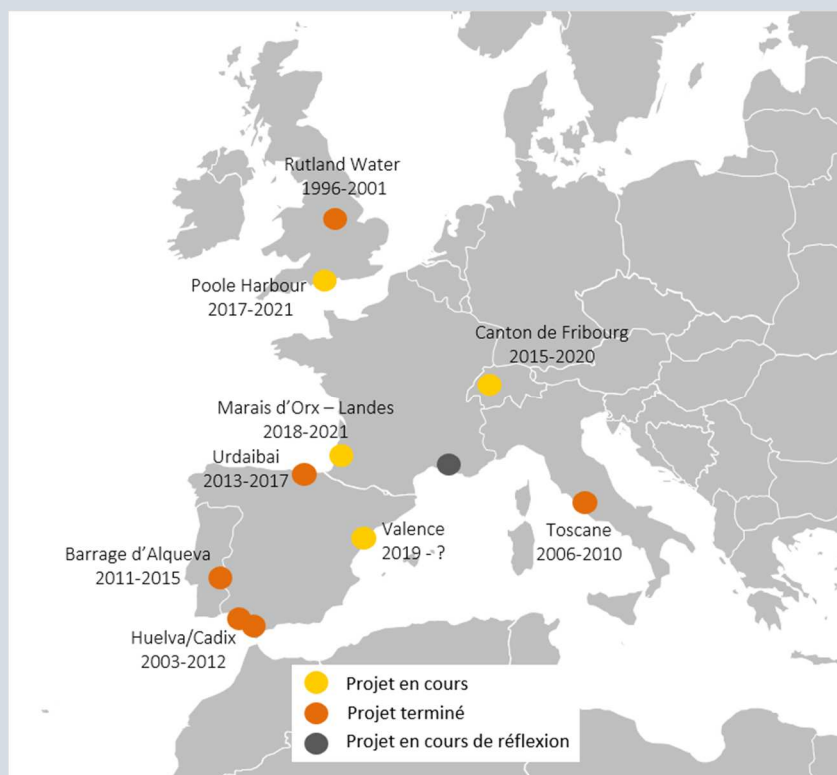 Rutland Water
1996-2001
Poole Harbour
2017-2021
Canton de Fribourg
2015-2020
Marais d'Orx – Landes
2018-2021
Urdaibai
2013-2017
Valence
2019 - ?
Toscane
2006-2010
Barrage d'Alqueva
2011-2015
Huelva/Cadix
2003-2012
Projet en cours
Projet terminé
Projet en cours de réflexion